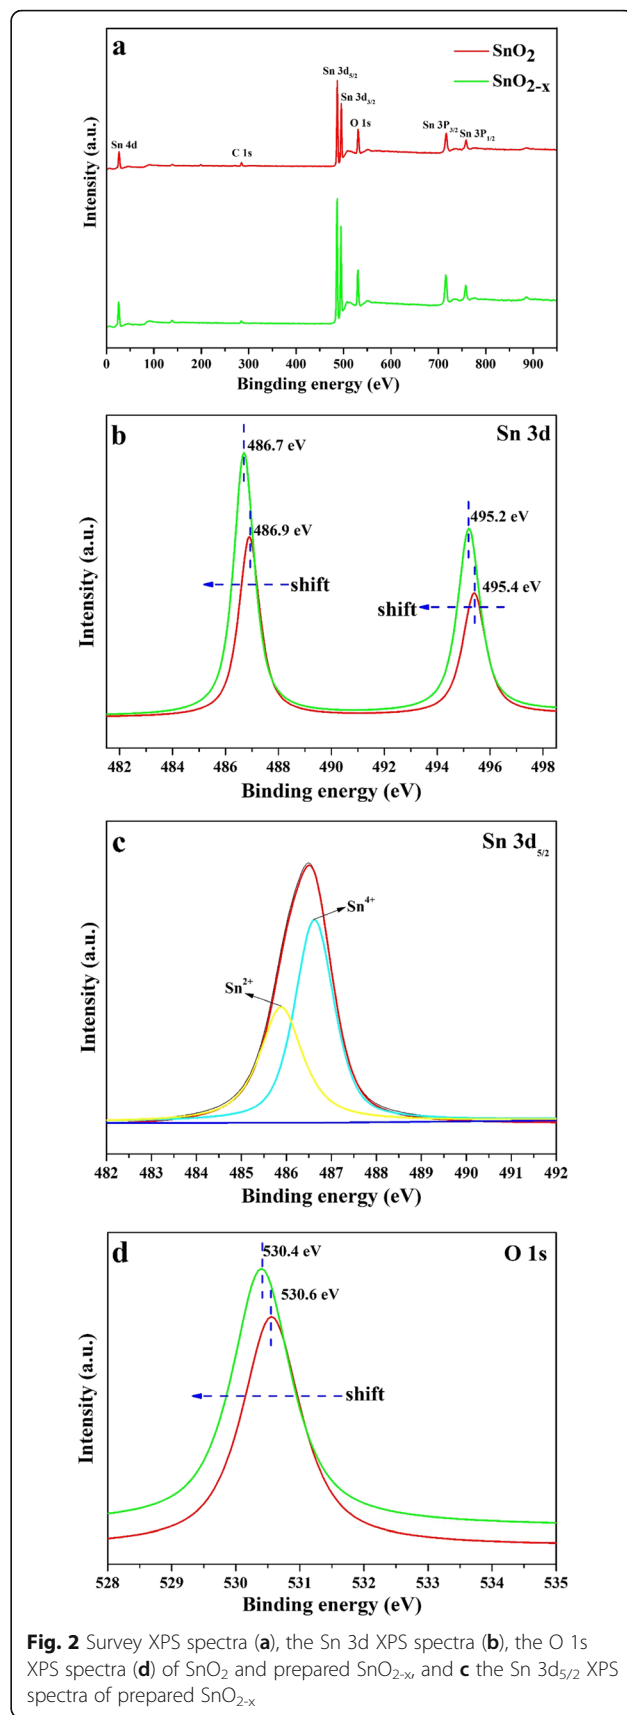 a
SnO₂
SnO₂₋ₓ
Sn 3d₅/₂
Sn 3d₃/₂
O 1s
Sn 3P₃/₂
Sn 3P₁/₂
Sn 4d
C 1s
Intensity (a.u.)
0 100 200 300 400 500 600 700 800 900
Bingding energy (eV)
b
Sn 3d
486.7 eV
486.9 eV
shift
495.2 eV
495.4 eV
shift
Intensity (a.u.)
482 484 486 488 490 492 494 496 498
Binding energy (eV)
c
Sn 3d₅/₂
Sn⁴⁺
Sn²⁺
Intensity (a.u.)
482 483 484 485 486 487 488 489 490 491 492
Binding energy (eV)
d
O 1s
530.4 eV
530.6 eV
shift
Intensity (a.u.)
528 529 530 531 532 533 534 535
Binding energy (eV)
Fig. 2 Survey XPS spectra (a), the Sn 3d XPS spectra (b), the O 1s
XPS spectra (d) of SnO₂ and prepared SnO₂₋ₓ, and c the Sn 3d₅/₂ XPS
spectra of prepared SnO₂₋ₓ